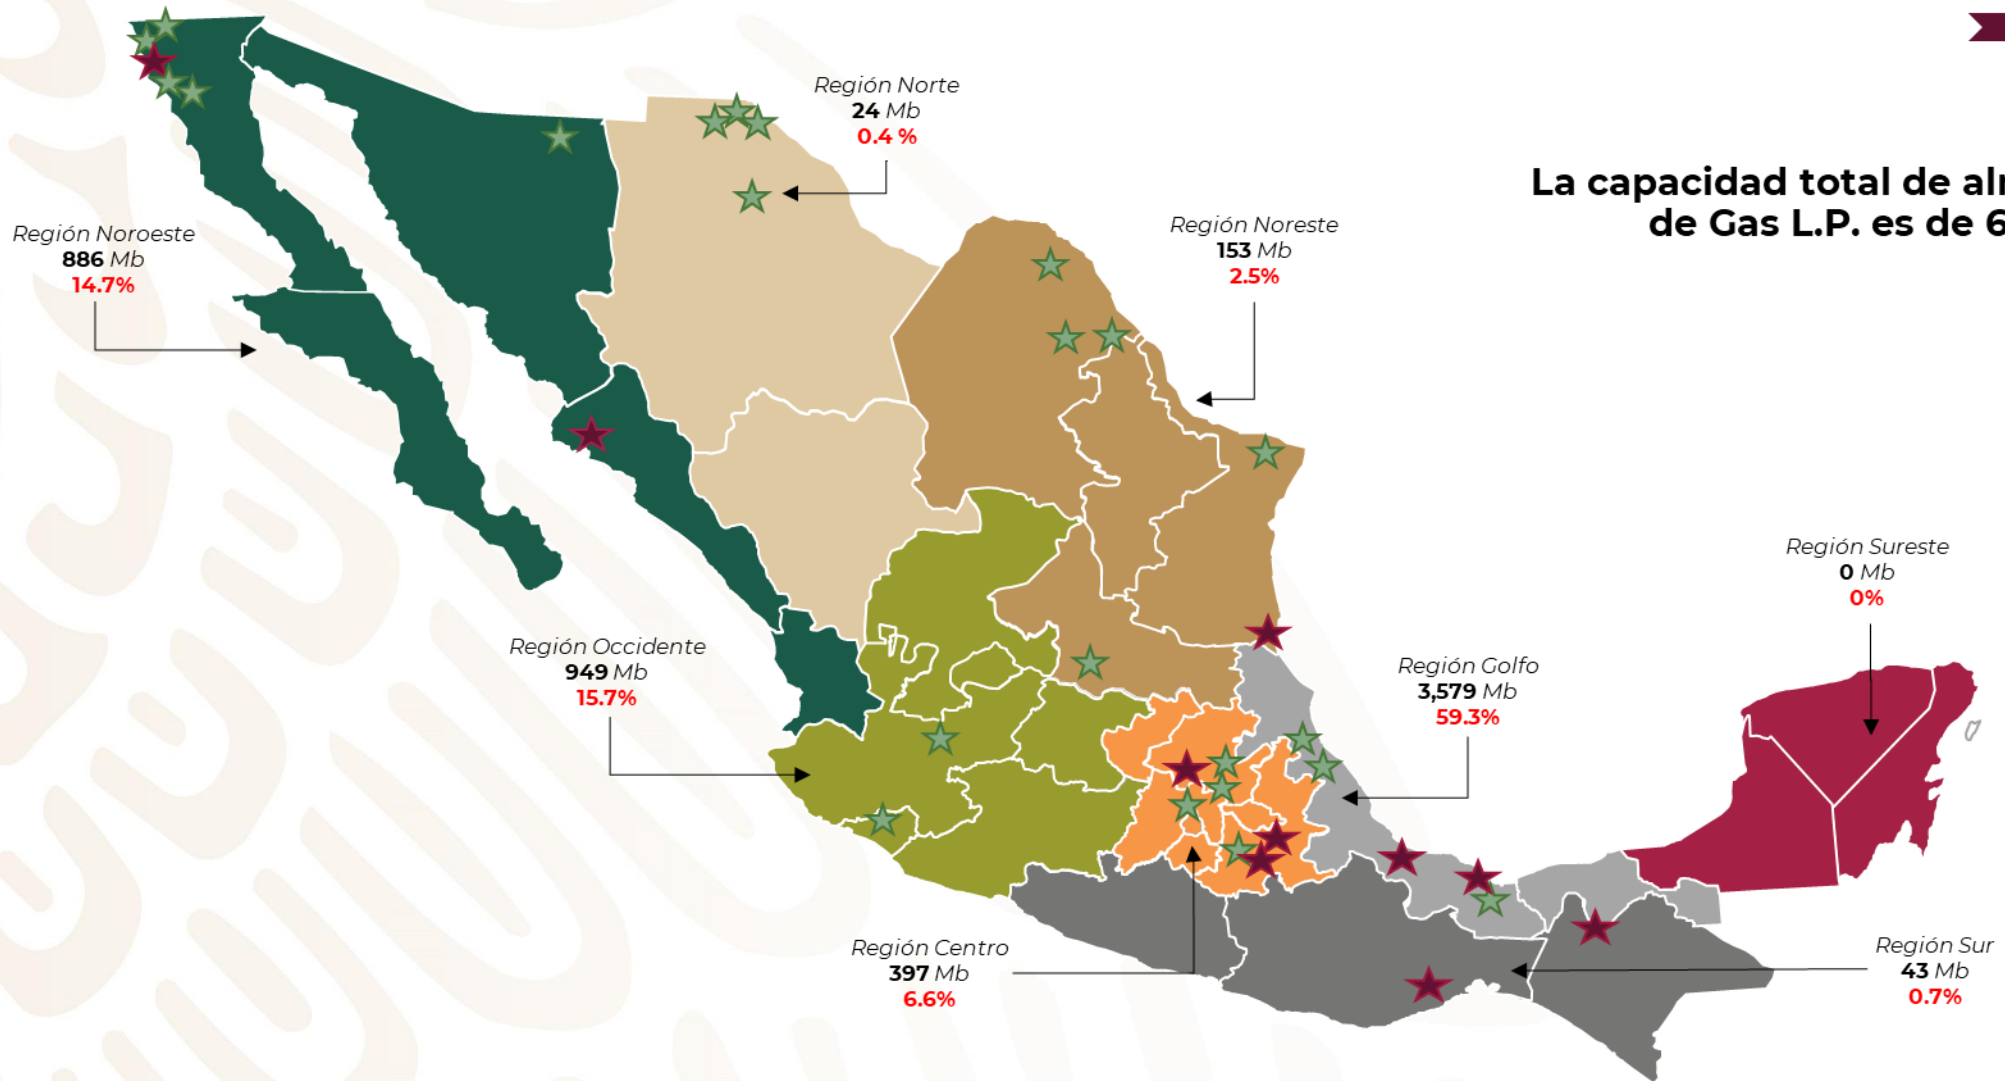 Región Norte
24 Mb
0.4 %
La capacidad total de
de Gas L.P. es de
Región Noroeste
886 Mb
14.7%
Región Noreste
153 Mb
2.5%
Región Sureste
0 Mb
0%
Región Occidente
949 Mb
15.7%
Región Golfo
3,579 Mb
59.3%
Región Centro
397 Mb
6.6%
Región Sur
43 Mb
0.7%